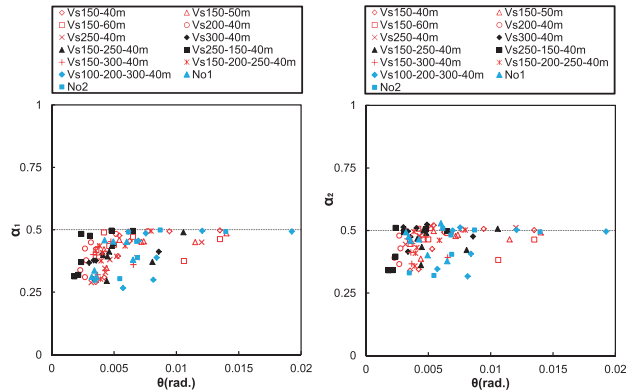 Vs150-40m Vs150-50m
Vs150-60m Vs200-40m
Vs250-40m Vs300-40m
Vs150-250-40m Vs250-150-40m
Vs150-300-40m Vs150-200-250-40m
Vs100-200-300-40m No1
No2
1
0.75
α1
0.5
0.25
0
0 0.005 0.01 0.015 0.02
θ(rad.)
Vs150-40m Vs150-50m
Vs150-60m Vs200-40m
Vs250-40m Vs300-40m
Vs150-250-40m Vs250-150-40m
Vs150-300-40m Vs150-200-250-40m
Vs100-200-300-40m No1
No2
1
0.75
α2
0.5
0.25
0
0 0.005 0.01 0.015 0.02
θ(rad.)